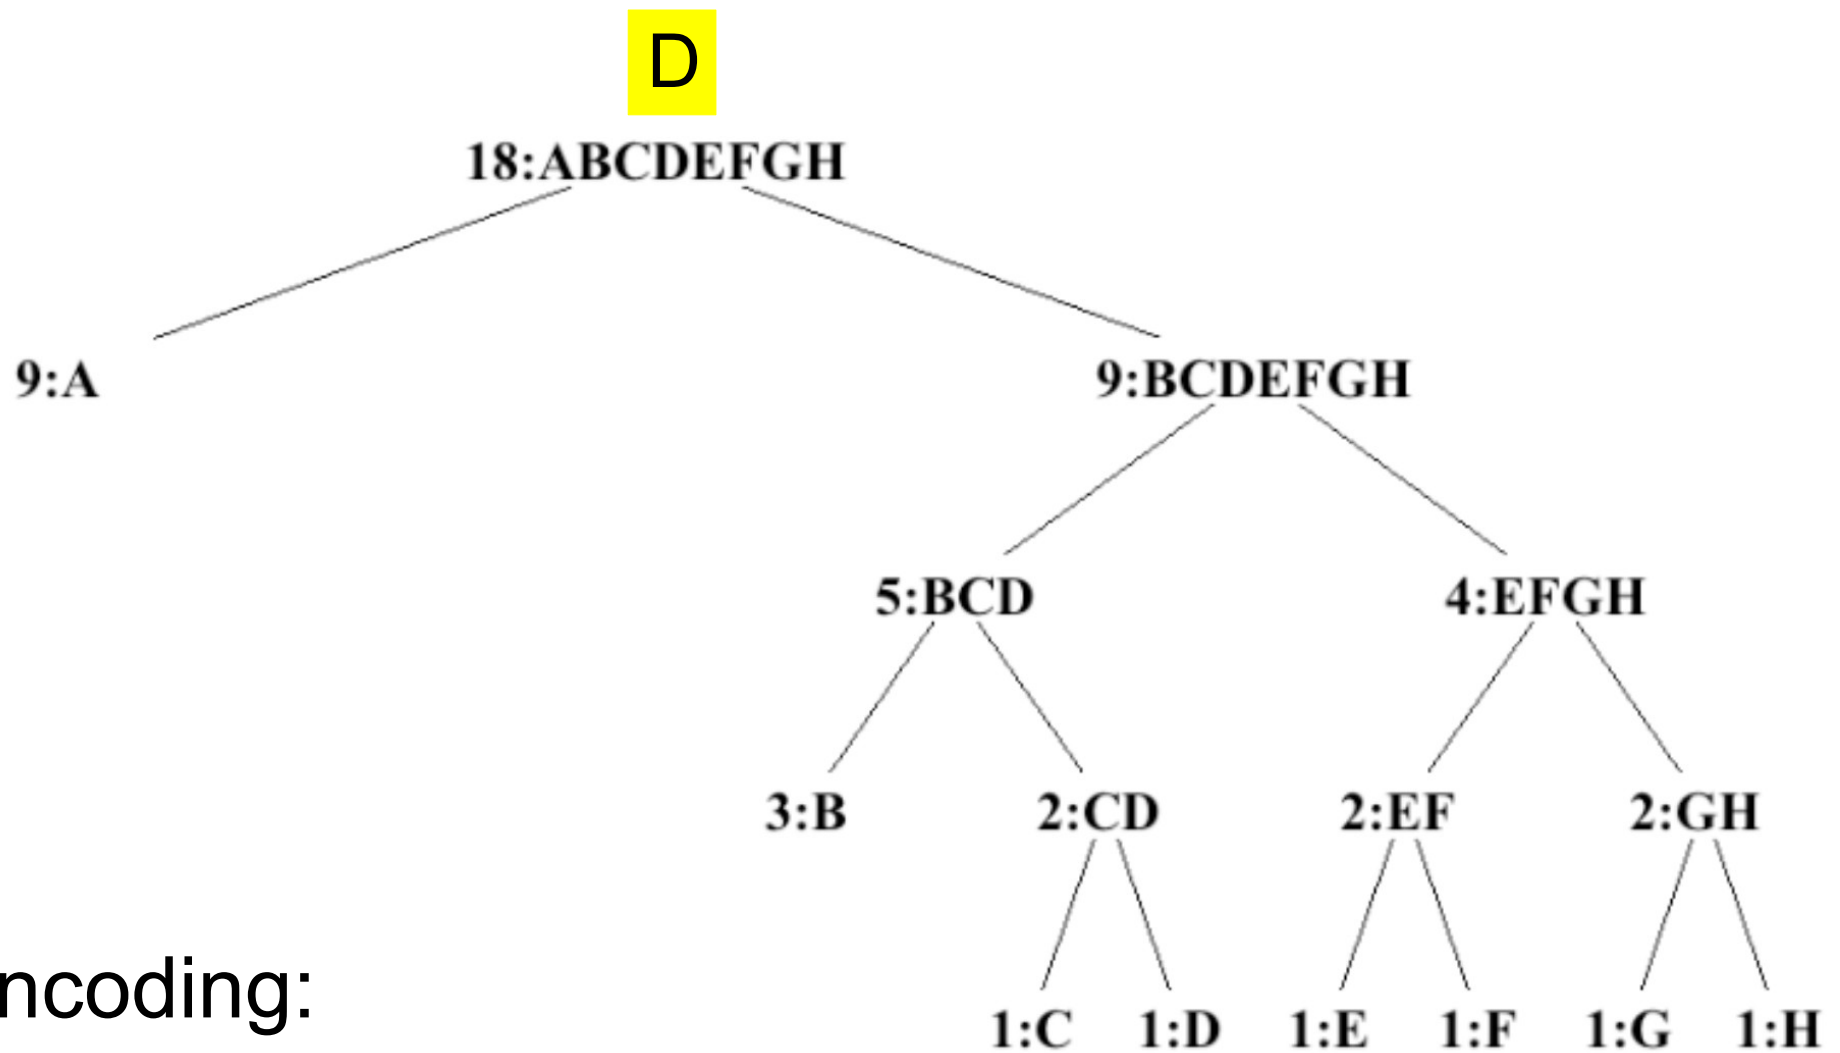 D
18:ABCDEFGH
9:A 9:BCDEFGH
5:BCD 4:EFGH
3:B 2:CD 2:EF 2:GH
ncoding:
1:C 1:D 1:E 1:F 1:G 1:H